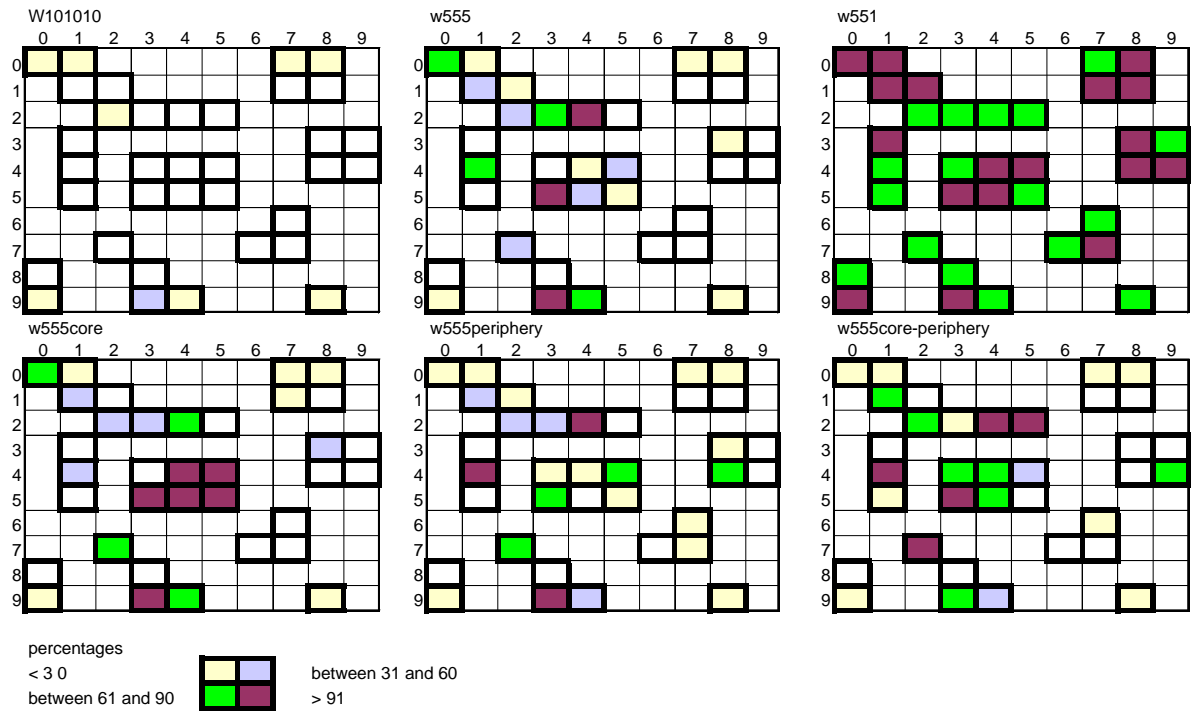 W101010
w555
w551
0 1 2 3 4 5 6 7 8 9
0 1 2 3 4 5 6 7 8 9
0 1 2 3 4 5 6 7 8 9
0 0 0
1 1 1
2 2 2
3 3 3
4 4 4
5 5 5
6 6 6
7 7 7
8 8 8
9 9 9
w555core
w555periphery
w555core-periphery
0 1 2 3 4 5 6 7 8 9
0 1 2 3 4 5 6 7 8 9
0 1 2 3 4 5 6 7 8 9
0 0 0
1 1 1
2 2 2
3 3 3
4 4 4
5 5 5
6 6 6
7 7 7
8 8 8
9 9 9
percentages
< 3 0
between 31 and 60
between 61 and 90
> 91